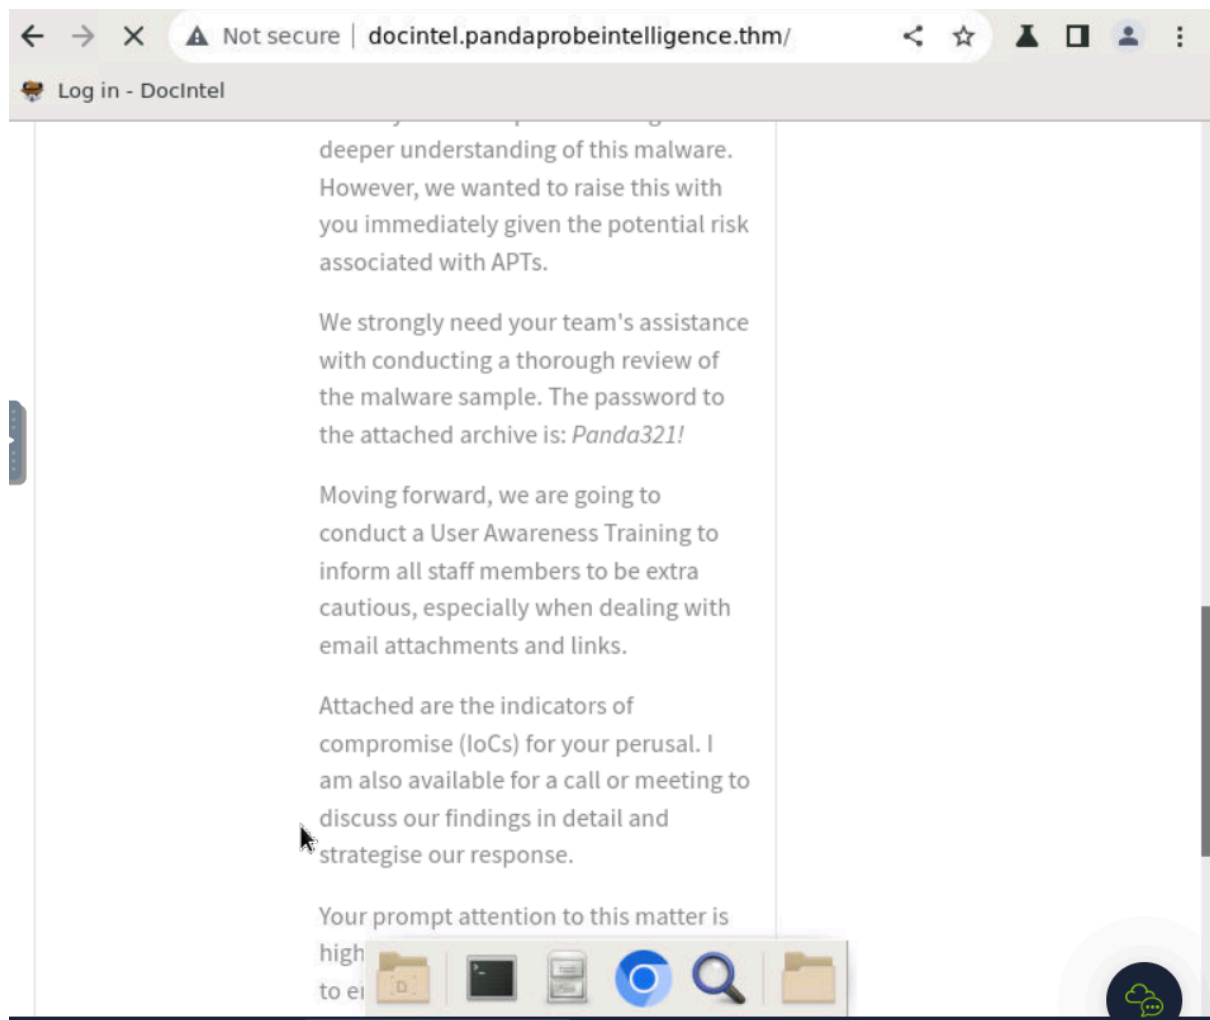 Not secure | docintel.pandaprobeintelligence.thm/
Log in - DocIntel
deeper understanding of this malware.
However, we wanted to raise this with
you immediately given the potential risk
associated with APTs.
We strongly need your team's assistance
with conducting a thorough review of
the malware sample. The password to
the attached archive is: Panda321!
Moving forward, we are going to
conduct a User Awareness Training to
inform all staff members to be extra
cautious, especially when dealing with
email attachments and links.
Attached are the indicators of
compromise (IoCs) for your perusal. I
am also available for a call or meeting to
discuss our findings in detail and
strategise our response.
Your prompt attention to this matter is
high
to